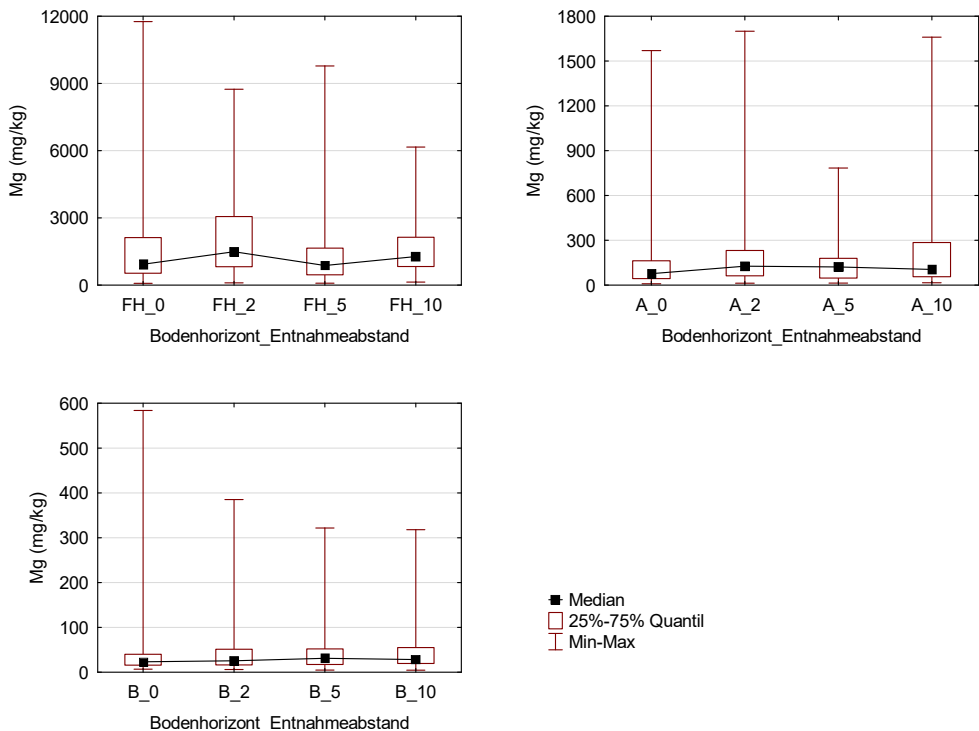 12000
9000
6000
3000
0
Mg (mg/kg)
FH_0 FH_2 FH_5 FH_10
Bodenhorizont_Entnahmeabstand
1800
1500
1200
900
600
300
0
Mg (mg/kg)
A_0 A_2 A_5 A_10
Bodenhorizont_Entnahmeabstand
600
500
400
300
200
100
0
Mg (mg/kg)
B_0 B_2 B_5 B_10
Bodenhorizont_Entnahmeabstand
Median
25%-75% Quantil
Min-Max